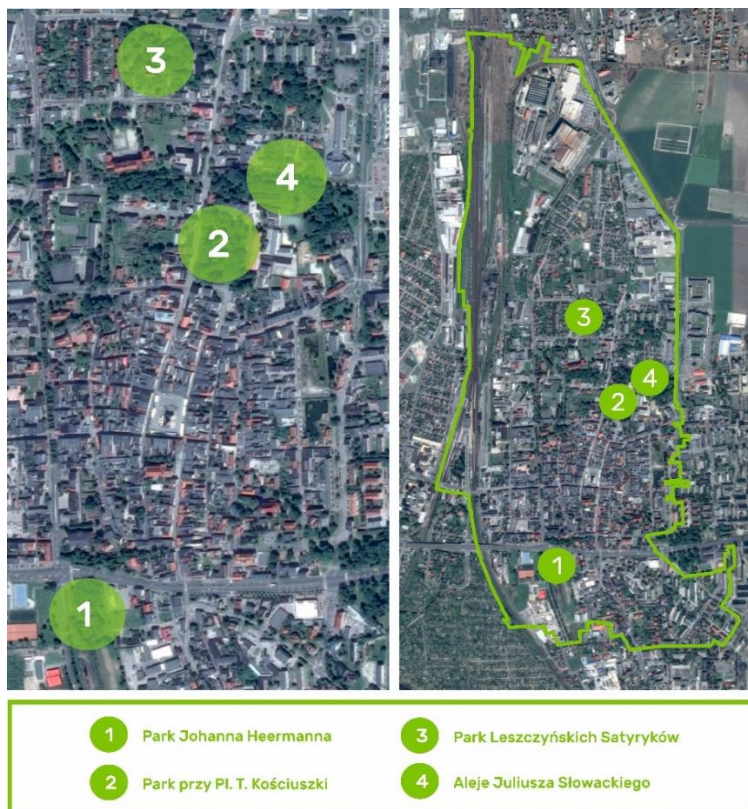 3
4
2
1
3
4
2
1
1 Park Johanna Heermanna
3 Park Leszczyńskich Satyryków
2 Park przy Pl. T. Kościuszki
4 Aleje Juliusza Słowackiego